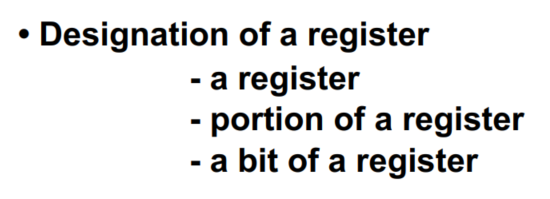 • Designation of a register
- a register
- portion of a register
- a bit of a register